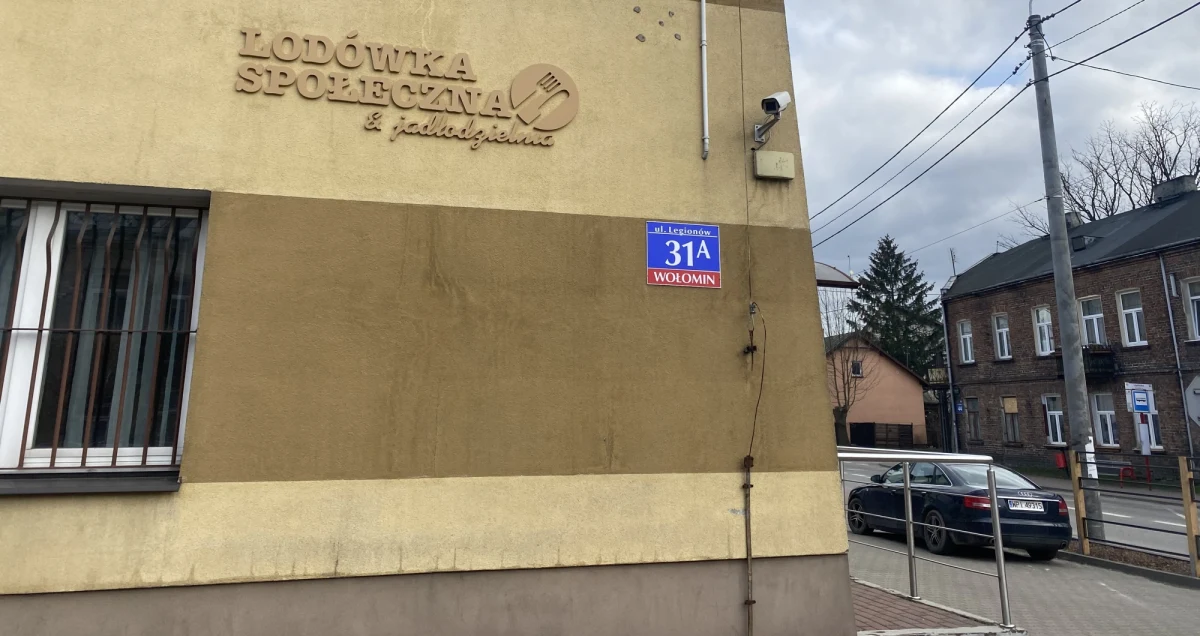 ŁODÓWKA
SPOŁECZNA
& jadłodzielnia
ul. Legionów
31A
WOŁOMIN